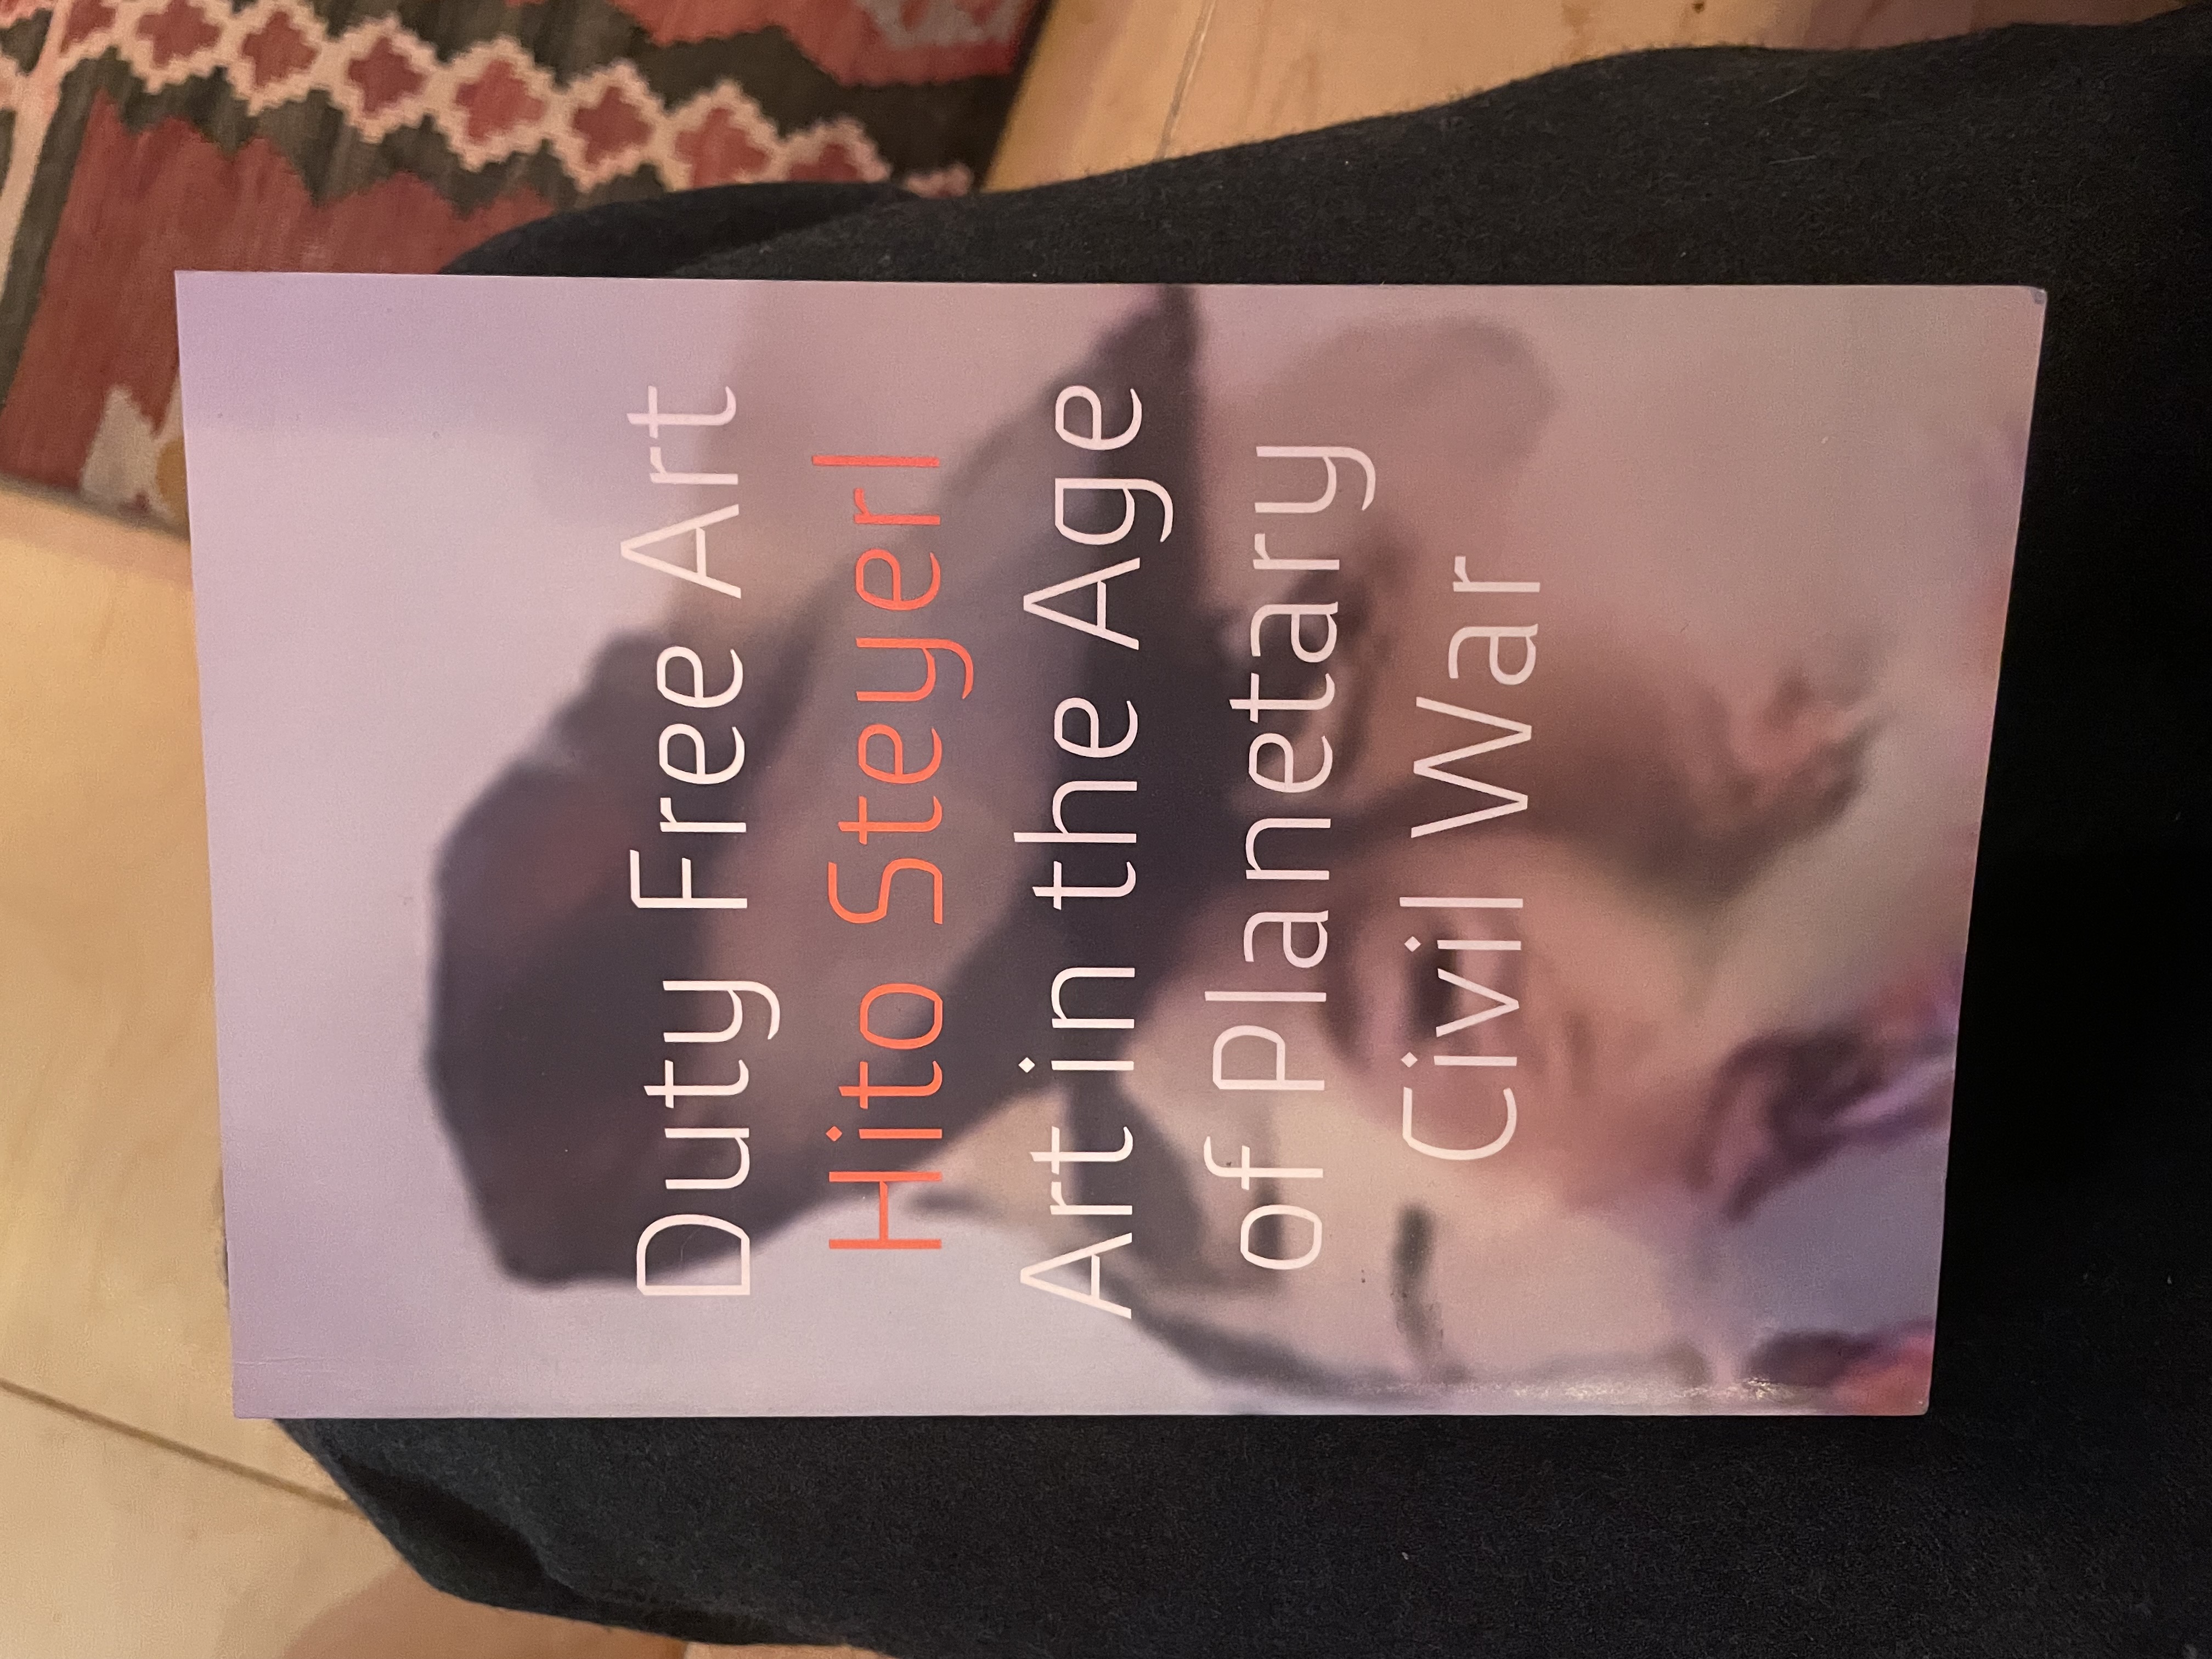 Duty Free Art
Hito Steyerl
Art in the Age
of Planetary
Civil War